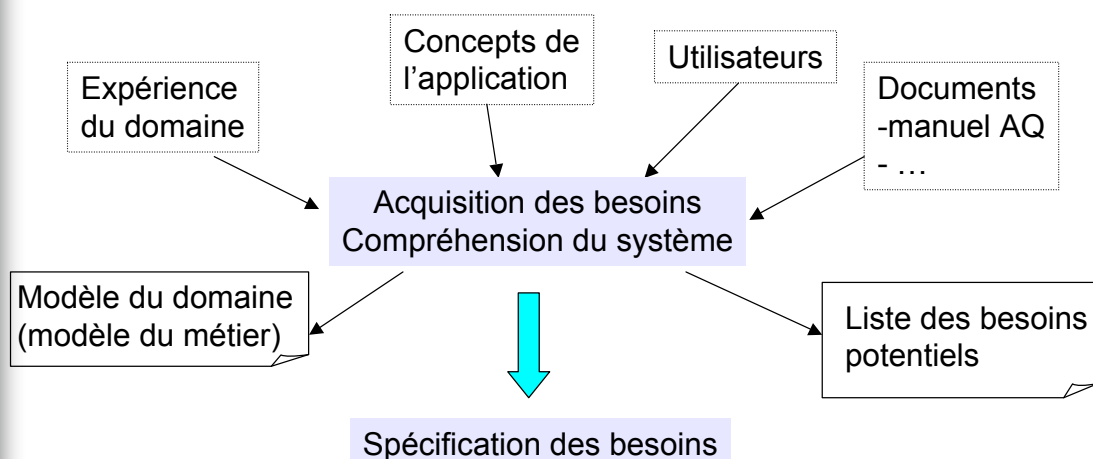 Expérience
du domaine
Concepts de
l'application
Utilisateurs
Documents
-manuel AQ
- …
Acquisition des besoins
Compréhension du système
Modèle du domaine
(modèle du métier)
Liste des besoins
potentiels
Spécification des besoins